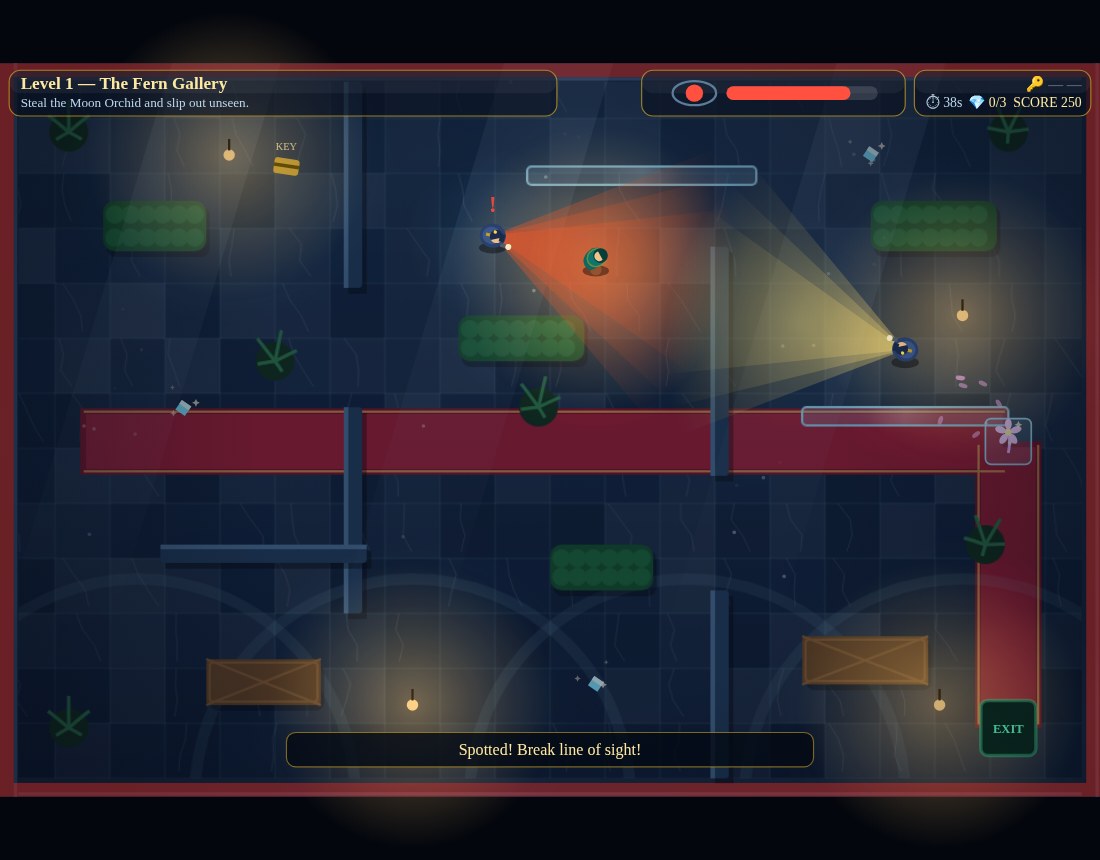 Level 1 — The Fern Gallery
Steal the Moon Orchid and slip out unseen.
🔑 — —
⏱ 38s 💎 0/3 SCORE 250
KEY
!
EXIT
Spotted! Break line of sight!